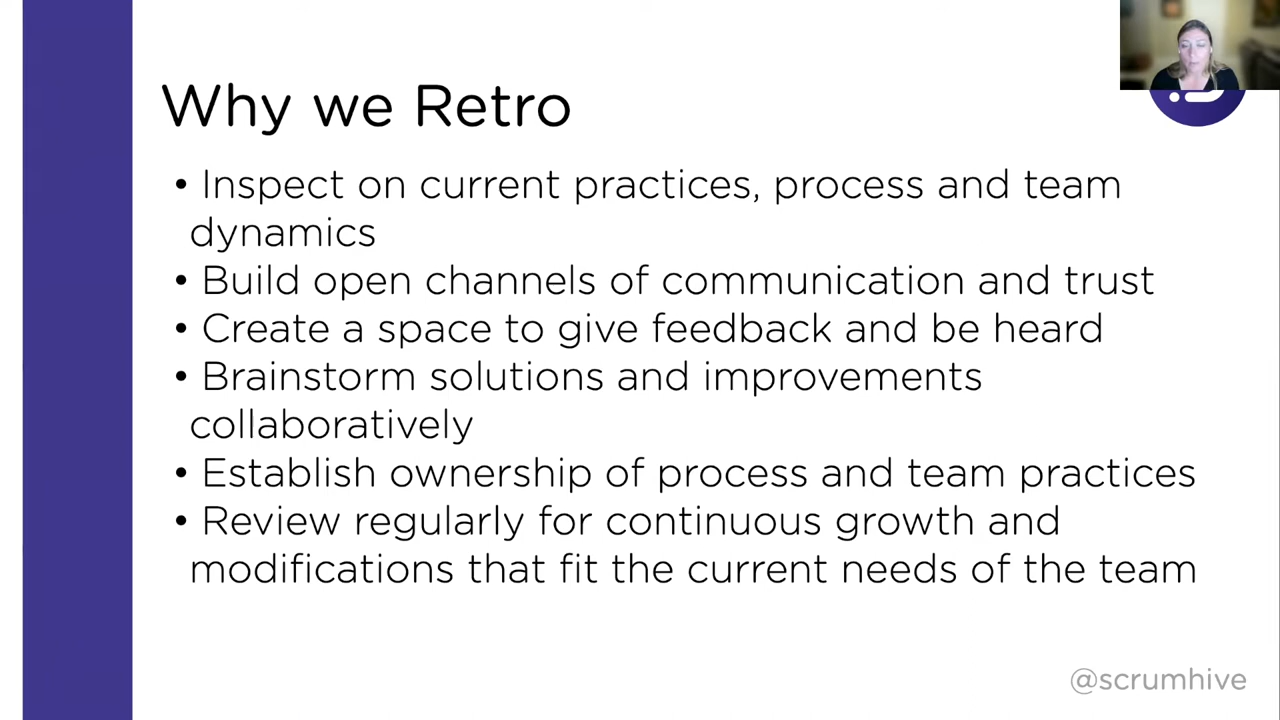 Why we Retro
• Inspect on current practices, process and team
dynamics
• Build open channels of communication and trust
• Create a space to give feedback and be heard
• Brainstorm solutions and improvements
collaboratively
• Establish ownership of process and team practices
• Review regularly for continuous growth and
modifications that fit the current needs of the team
@scrumhive